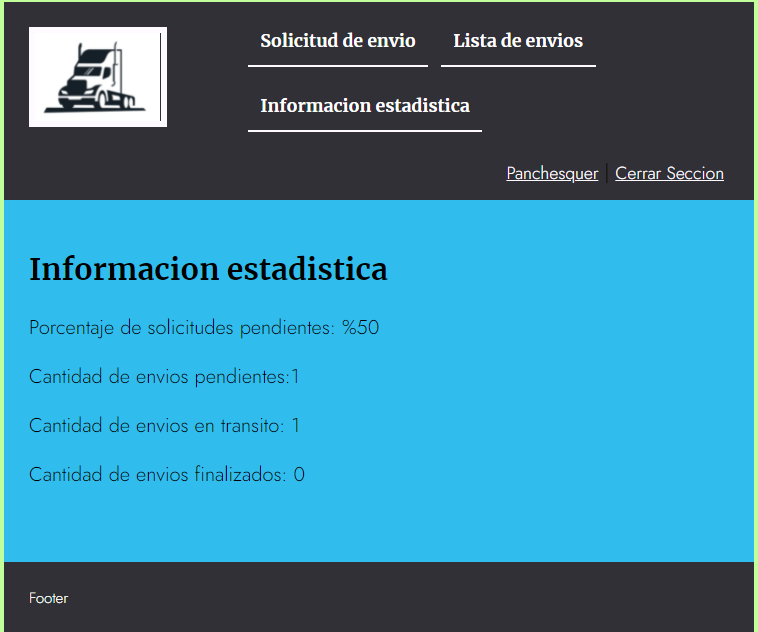 Solicitud de envio
Lista de envios
Informacion estadistica
Panchesquer | Cerrar Seccion
Informacion estadistica
Porcentaje de solicitudes pendientes: %50
Cantidad de envios pendientes:1
Cantidad de envios en transito: 1
Cantidad de envios finalizados: 0
Footer